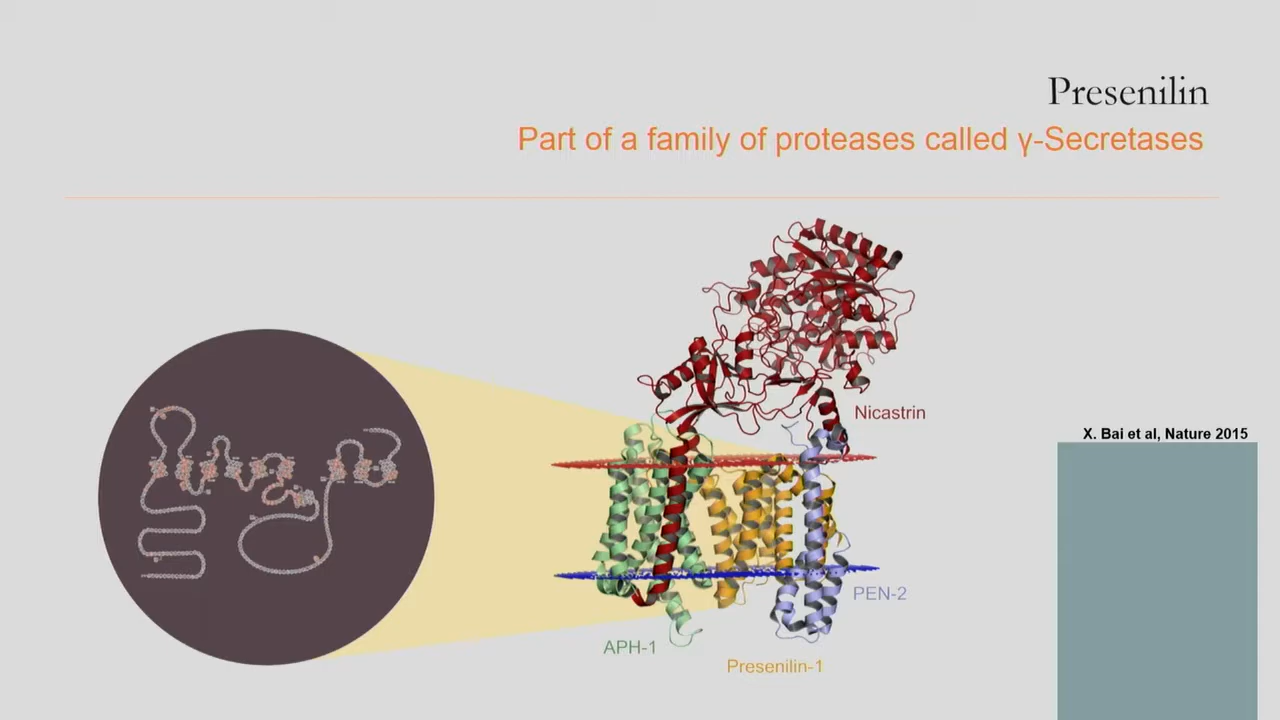 Presenilin
Part of a family of proteases called γ-Secretases
Nicastrin
X. Bai et al, Nature 2015
PEN-2
APH-1
Presenilin-1